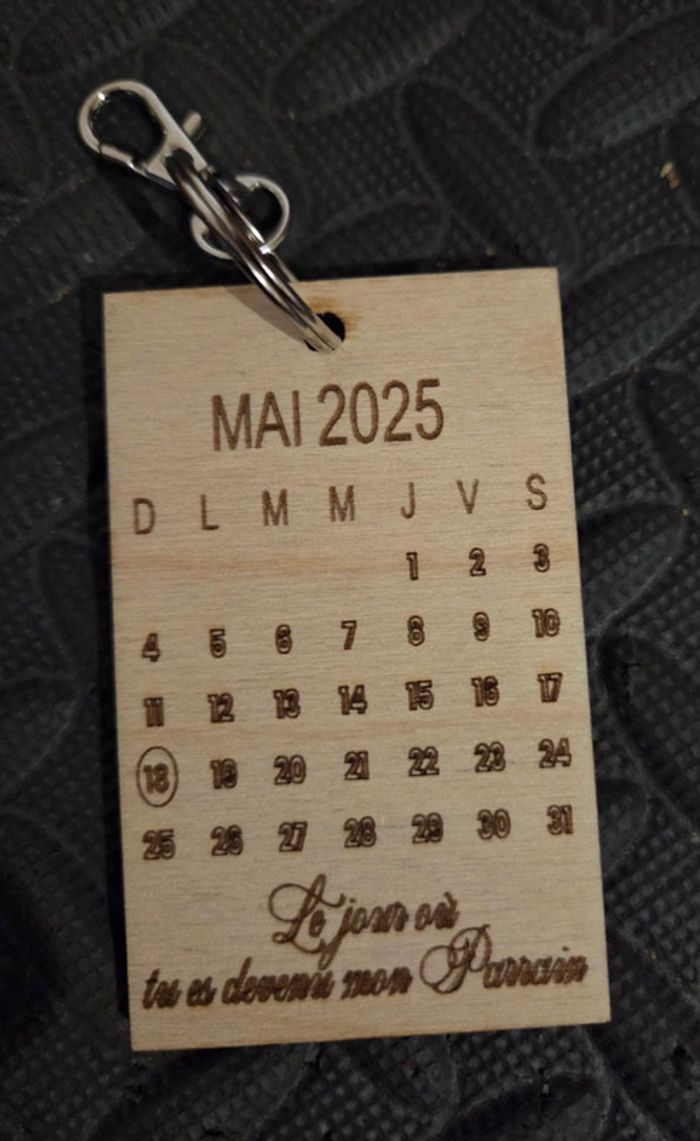 MAI 2025
D L M M J V S
1 2 3
4 5 6 7 8 9 10
11 12 13 14 15 16 17
18 19 20 21 22 23 24
25 26 27 28 29 30 31
Le jour où
tu es devenu mon Parrain